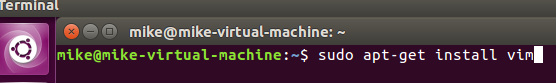 Terminal
mike@mike-virtual-machine: ~
mike@mike-virtual-machine:~$ sudo apt-get install vim